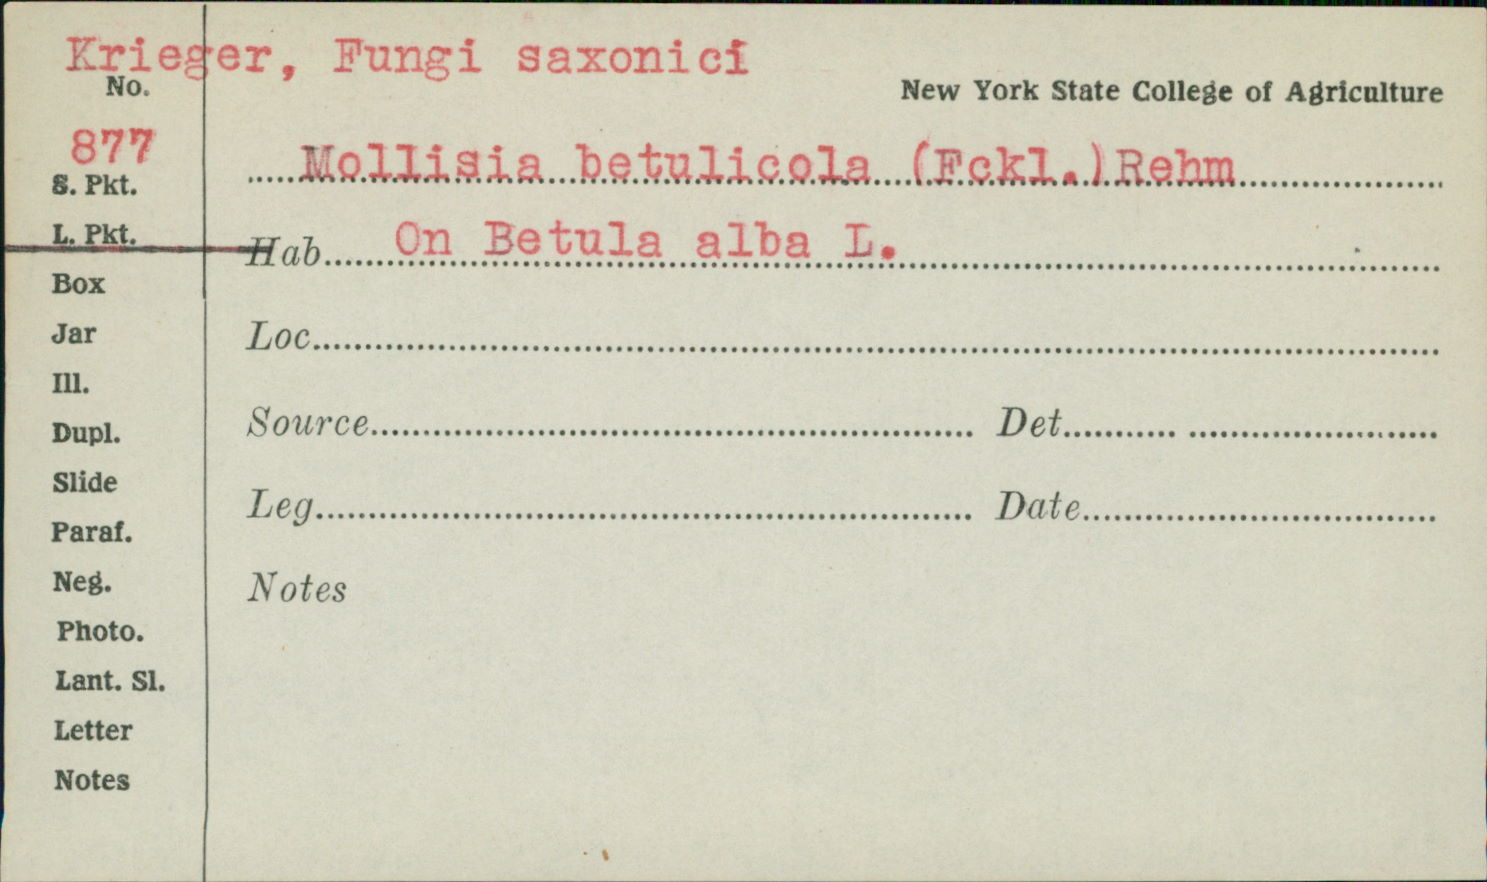 Krieger, Fungi saxonici
No.
New York State College of Agriculture
877
Mollisia betulicola (Fckl.)Rehm
S. Pkt.
L. Pkt.
Hab. On Betula alba L.
Box
Loc.
Jar
Ill.
Dupl.
Source Det.
Slide
Leg. Date
Paraf.
Neg.
Notes
Photo.
Lant. Sl.
Letter
Notes